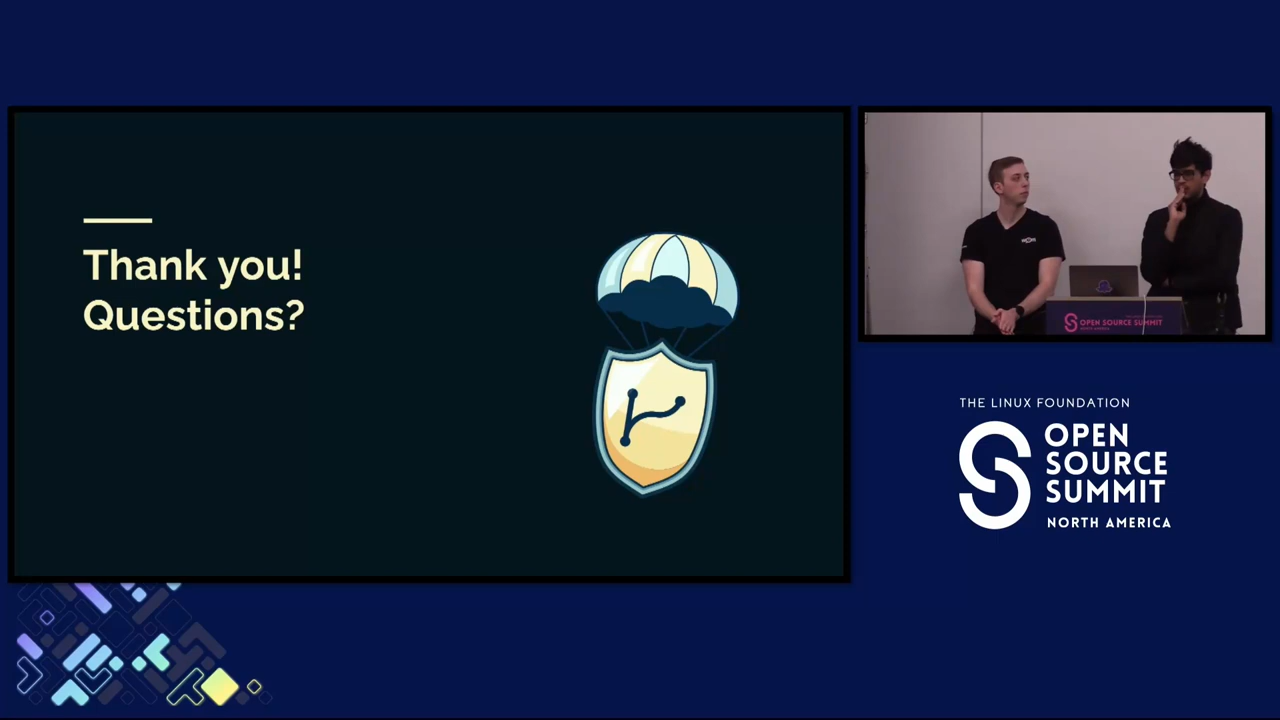 Thank you!
Questions?
OPEN SOURCE SUMMIT
THE LINUX FOUNDATION
OPEN
SOURCE
SUMMIT
NORTH AMERICA